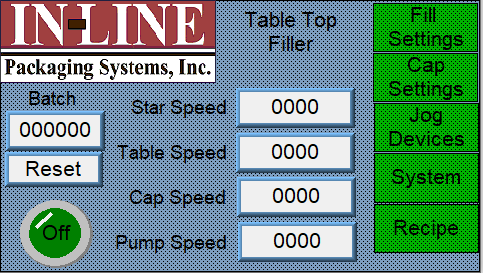 IN-LINE
Packaging Systems, Inc.
Table Top
Filler
Batch
000000
Reset
Off
Star Speed
0000
Table Speed
0000
Cap Speed
0000
Pump Speed
0000
Fill
Settings
Cap
Settings
Jog
Devices
System
Recipe